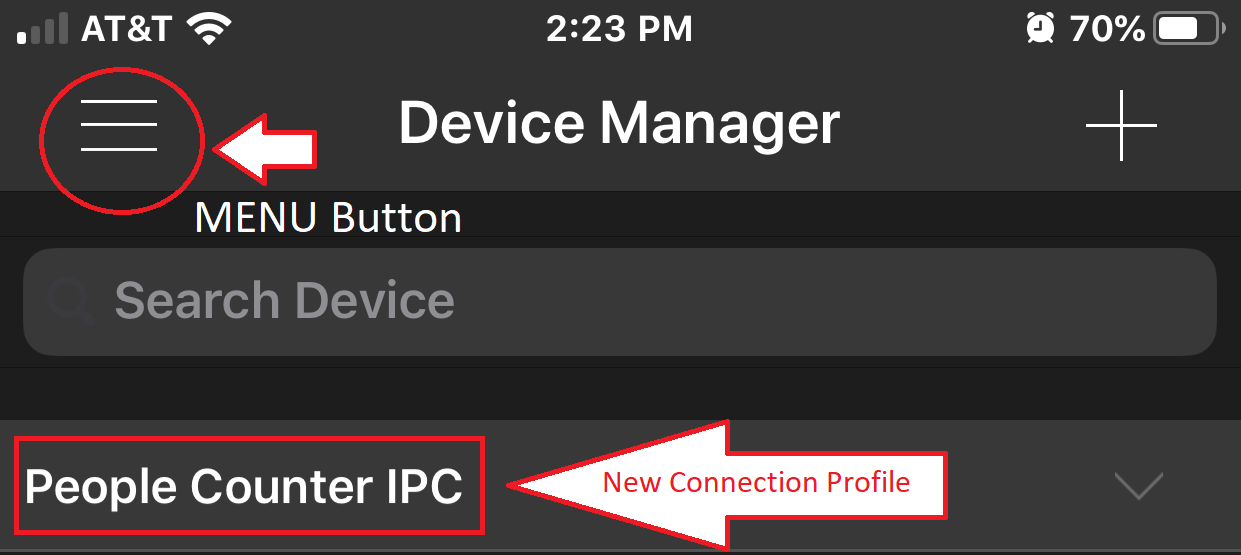 AT&T 2:23 PM 70%
Device Manager
MENU Button
Search Device
People Counter IPC New Connection Profile